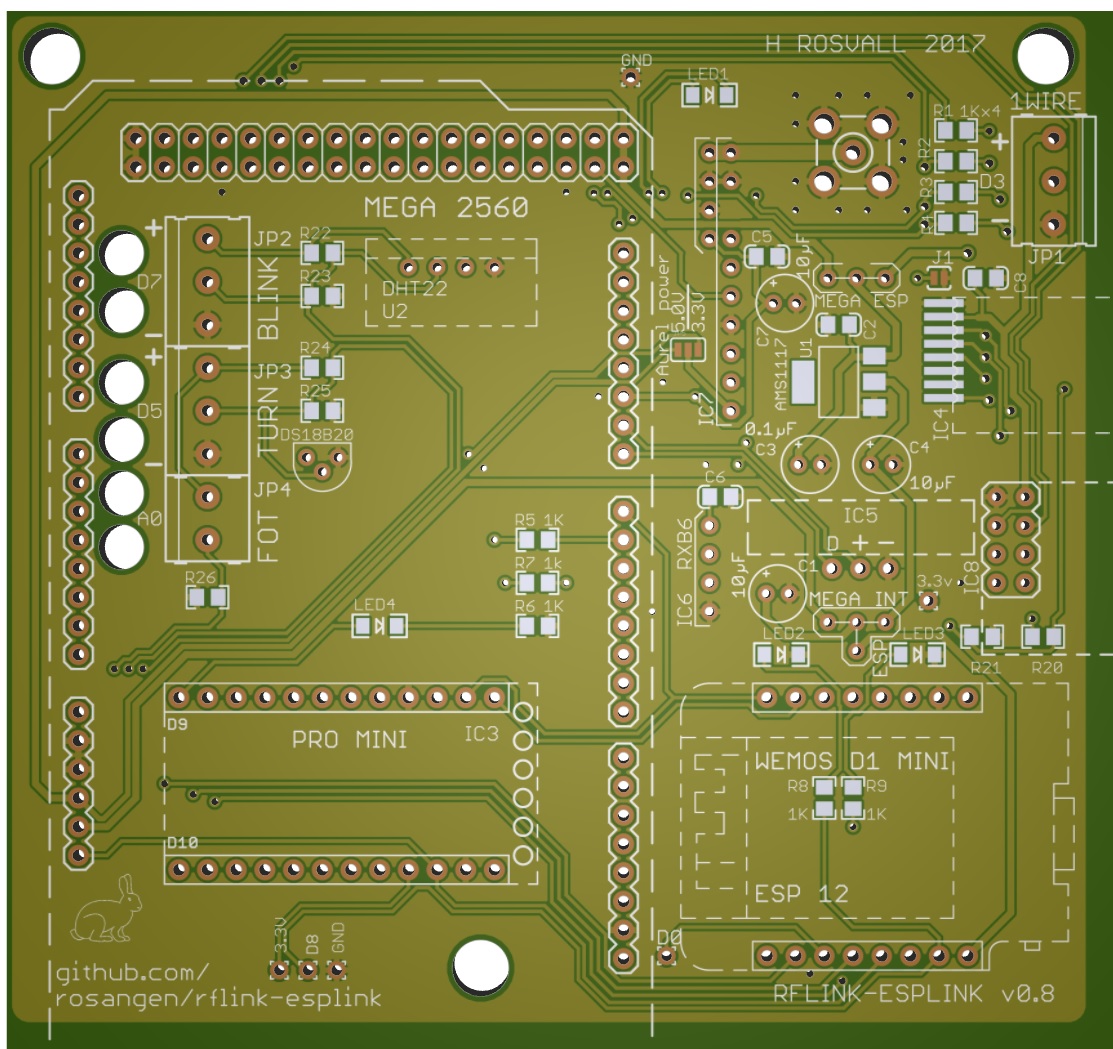 H ROSVALL 2017
GND
LED1
1WIRE
R1 1Kx4
+
R2
D3
R3
−
JP1
MEGA 2560
+
JP2
R22
D7
BLINK
R23
−
DHT22
U2
C5
10µF
J1
C8
MEGA ESP
C7
C2
Aurel power
5.0V
3.3V
U1
AMS1117
IC7
IC4
+
JP3
R24
D5
TURN
R25
−
DS18B20
0.1µF
C3
C4
10µF
C6
JP4
A0
FOT
R5 1K
R7 1k
R6 1K
RXB6
IC6
IC5
D + −
C1
10µF
MEGA INT
3.3v
IC8
R26
LED4
LED2
ESP
LED3
R21
R20
D9
PRO MINI
IC3
D10
WEMOS D1 MINI
R8
R9
1K
1K
ESP 12
3.3V
D8
GND
D0
github.com/
rosangen/rflink-esplink
RFLINK-ESPLINK v0.8